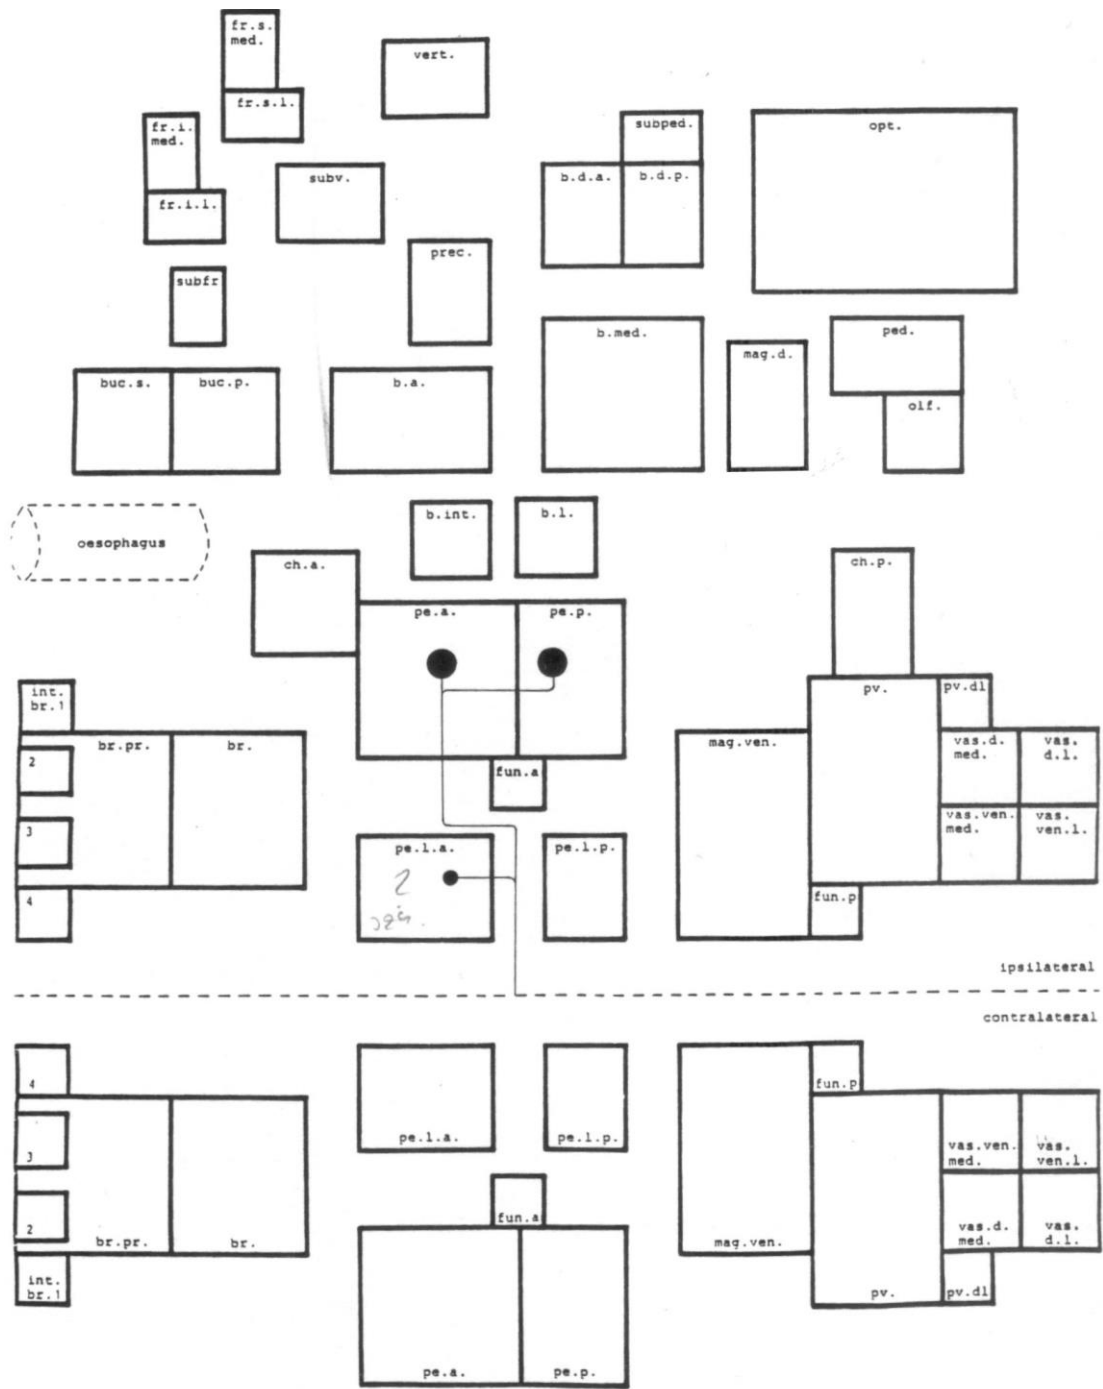 fr.s.
med.
vert.
fr.s.l.
fr.i.
med.
subped.
opt.
subv.
b.d.a.
b.d.p.
fr.i.l.
prec.
subfr
b.med.
ped.
mag.d.
buc.s.
buc.p.
b.a.
olf.
b.int.
b.l.
oesophagus
ch.a.
ch.p.
pe.a.
pe.p.
int.
br.1
pv.
pv.dl
br.pr.
br.
mag.ven.
vas.d.
med.
vas.
d.l.
2
fun.a
vas.ven.
med.
vas.
ven.l.
3
pe.l.a.
pe.l.p.
4
fun.p
ipsilateral
contralateral
4
fun.p
pe.l.a.
pe.l.p.
vas.ven.
med.
vas.
ven.l.
3
fun.a
2
br.pr.
br.
mag.ven.
vas.d.
med.
vas.
d.l.
int.
br.1
pv.
pv.dl
pe.a.
pe.p.